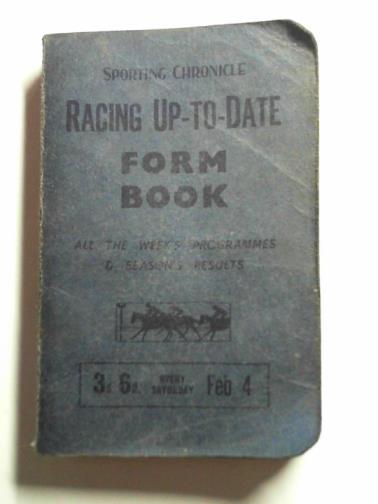 SPORTING CHRONICLE
RACING UP-TO-DATE
FORM
BOOK
ALL THE WEEK'S PROGRAMMES
& SEASON'S RESULTS
3s 6d. EVERY SATURDAY Feb 4